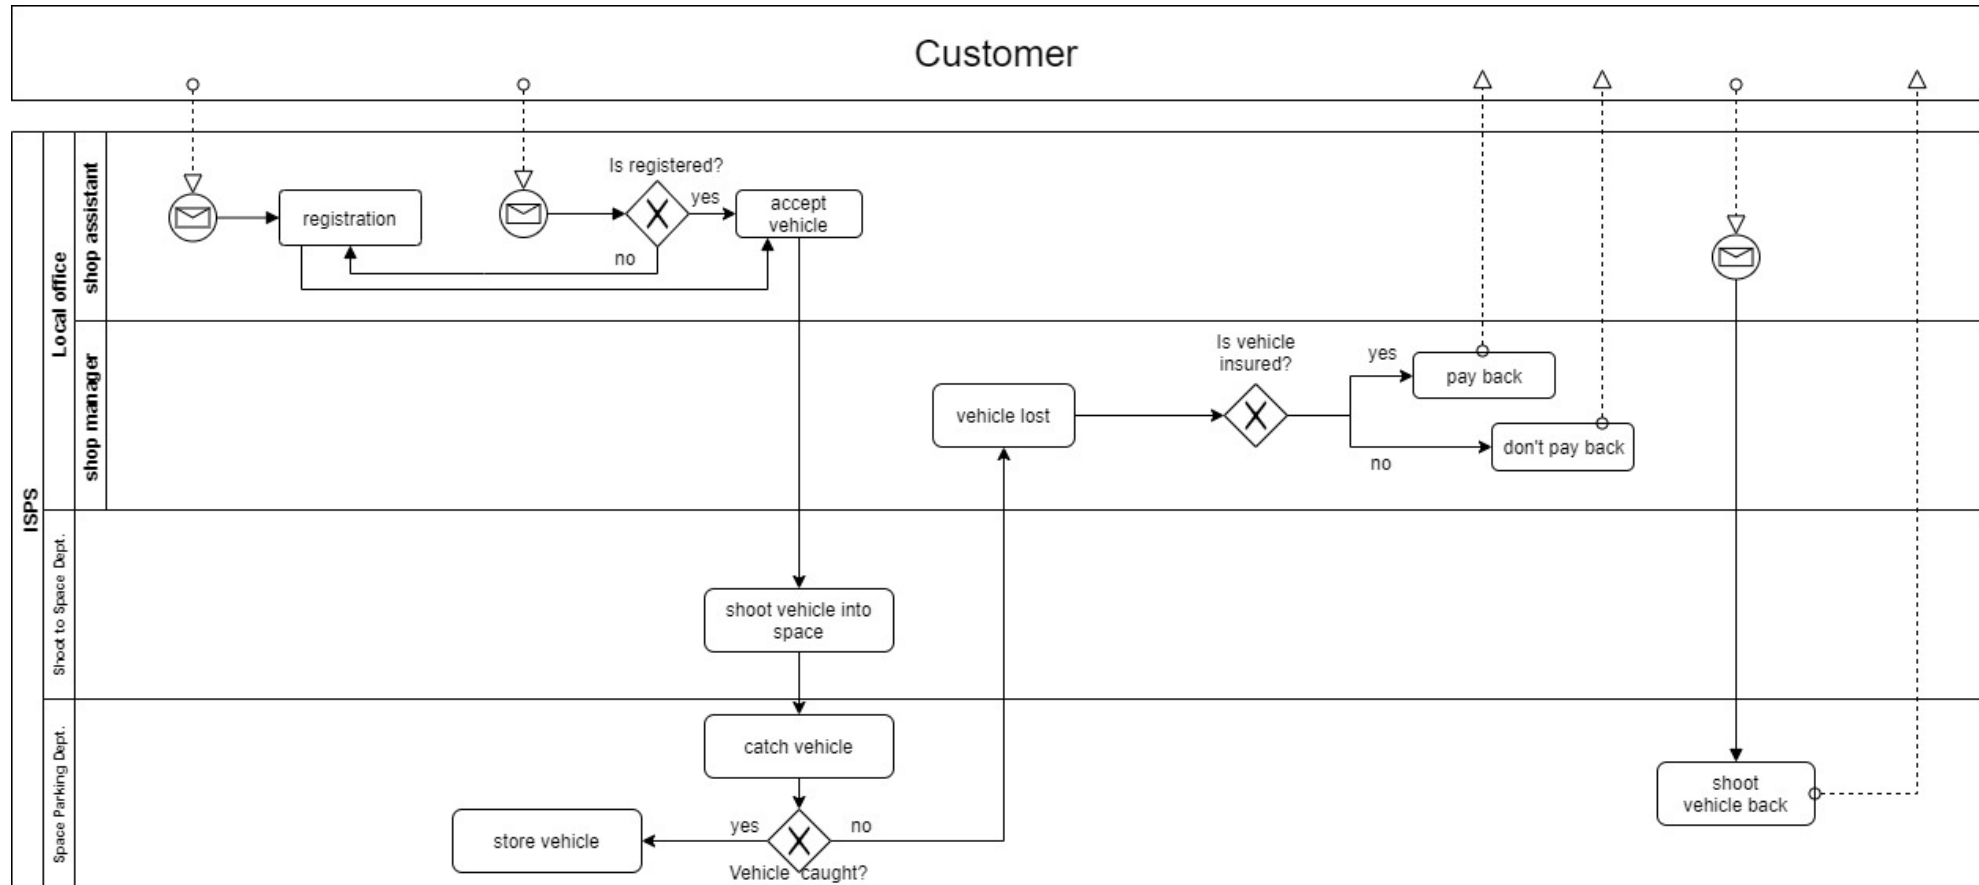 Customer
ISPS
Local office
shop assistant
registration
Is registered?
yes
no
accept
vehicle
shop manager
vehicle lost
Is vehicle
insured?
yes
pay back
no
don't pay back
Shoot to Space Dept.
shoot vehicle into
space
Space Parking Dept.
catch vehicle
store vehicle
yes
no
Vehicle caught?
shoot
vehicle back